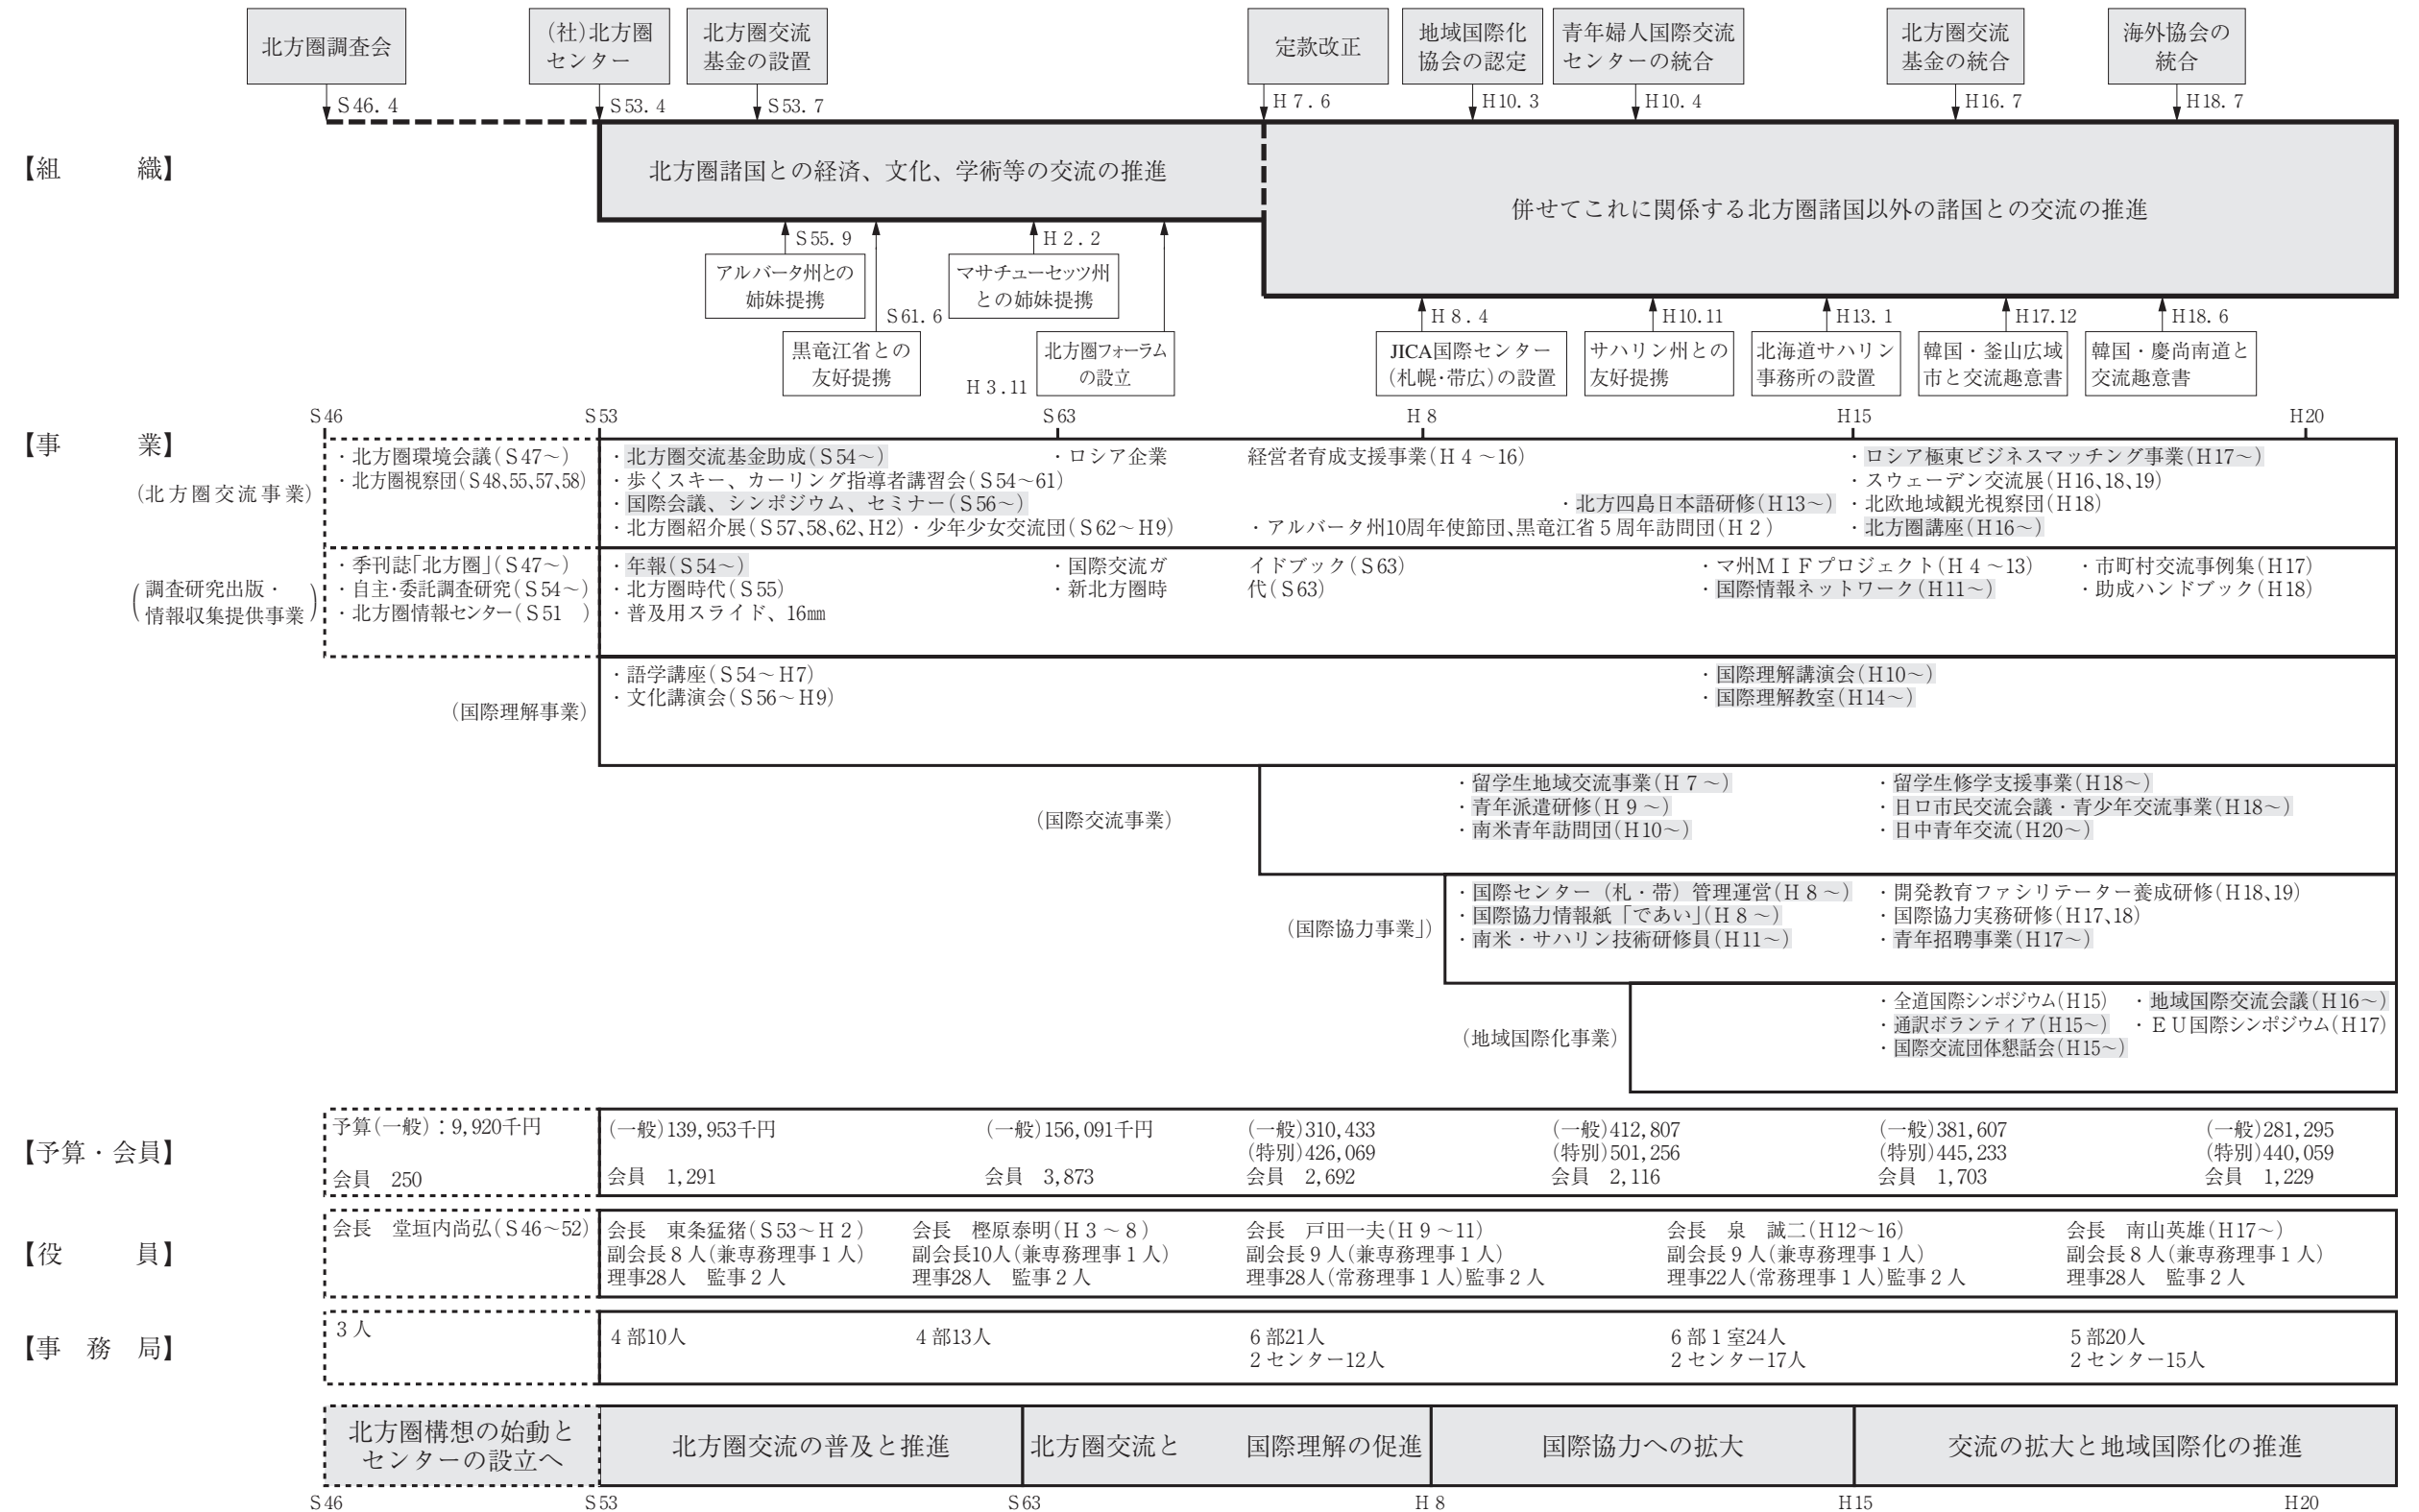 北方圏調査会
(社)北方圏
センター
北方圏交流
基金の設置
定款改正
地域国際化
協会の認定
青年婦人国際交流
センターの統合
北方圏交流
基金の統合
海外協会の
統合
S46. 4
S53. 4
S53. 7
H 7 . 6
H10. 3
H10. 4
H16. 7
H18. 7
【組　　　織】
北方圏諸国との経済、文化、学術等の交流の推進
併せてこれに関係する北方圏諸国以外の諸国との交流の推進
S55. 9
アルバータ州との
姉妹提携
H 2 . 2
マサチューセッツ州
との姉妹提携
S61. 6
黒竜江省との
友好提携
H 3 .11
北方圏フォーラム
の設立
H 8 . 4
JICA国際センター
(札幌・帯広)の設置
H10.11
サハリン州との
友好提携
H13. 1
北海道サハリン
事務所の設置
H17.12
韓国・釜山広域
市と交流趣意書
H18. 6
韓国・慶尚南道と
交流趣意書
S46 S53 S63 H 8 H15 H20
【事　　　業】
(北方圏交流事業)
・北方圏環境会議(S47～)
・北方圏視察団(S48、55、57、58)
・北方圏交流基金助成(S54～)
・歩くスキー、カーリング指導者講習会(S54～61)
・国際会議、シンポジウム、セミナー(S56～)
・北方圏紹介展(S57、58、62、H2)・少年少女交流団(S62～H9)
・ロシア企業　経営者育成支援事業(H 4 ～16)
・北方四島日本語研修(H13～)
・アルバータ州10周年使節団、黒竜江省 5 周年訪問団(H 2 )
・ロシア極東ビジネスマッチング事業(H17～)
・スウェーデン交流展(H16、18、19)
・北欧地域観光視察団(H18)
・北方圏講座(H16～)
(調査研究出版・
情報収集提供事業)
・季刊誌「北方圏」(S47～)
・自主・委託調査研究(S54～)
・北方圏情報センター(S51　)
・年報(S54～)
・北方圏時代(S55)
・普及用スライド、16㎜
・国際交流ガ　イドブック(S63)
・新北方圏時　代(S63)
・マ州ＭＩＦプロジェクト(H 4 ～13)
・国際情報ネットワーク(H11～)
・市町村交流事例集(H17)
・助成ハンドブック(H18)
(国際理解事業)
・語学講座(S54～H7)
・文化講演会(S56～H9)
・国際理解講演会(H10～)
・国際理解教室(H14～)
(国際交流事業)
・留学生地域交流事業(H 7 ～)
・青年派遣研修(H 9 ～)
・南米青年訪問団(H10～)
・留学生修学支援事業(H18～)
・日ロ市民交流会議・青少年交流事業(H18～)
・日中青年交流(H20～)
(国際協力事業」)
・国際センター（札・帯）管理運営(H 8 ～)
・国際協力情報紙「であい」(H 8 ～)
・南米・サハリン技術研修員(H11～)
・開発教育ファシリテーター養成研修(H18、19)
・国際協力実務研修(H17、18)
・青年招聘事業(H17～)
(地域国際化事業)
・全道国際シンポジウム(H15)
・通訳ボランティア(H15～)
・国際交流団体懇話会(H15～)
・地域国際交流会議(H16～)
・ＥＵ国際シンポジウム(H17)
【予算・会員】
予算(一般)：9,920千円
会員　250
(一般)139,953千円
会員　1,291
(一般)156,091千円
会員　3,873
(一般)310,433
(特別)426,069
会員　2,692
(一般)412,807
(特別)501,256
会員　2,116
(一般)381,607
(特別)445,233
会員　1,703
(一般)281,295
(特別)440,059
会員　1,229
【役　　　員】
会長　堂垣内尚弘(S46～52)
会長　東条猛猪(S53～H 2 )
副会長 8 人(兼専務理事 1 人)
理事28人　監事 2 人
会長　樫原泰明(H 3 ～ 8 )
副会長10人(兼専務理事 1 人)
理事28人　監事 2 人
会長　戸田一夫(H 9 ～11)
副会長 9 人(兼専務理事 1 人)
理事28人(常務理事 1 人)監事 2 人
会長　泉　誠二(H12～16)
副会長 9 人(兼専務理事 1 人)
理事22人(常務理事 1 人)監事 2 人
会長　南山英雄(H17～)
副会長 8 人(兼専務理事 1 人)
理事28人　監事 2 人
【事　務　局】
3 人
4 部10人
4 部13人
6 部21人
2 センター12人
6 部 1 室24人
2 センター17人
5 部20人
2 センター15人
北方圏構想の始動と
センターの設立へ
北方圏交流の普及と推進
北方圏交流と　国際理解の促進
国際協力への拡大
交流の拡大と地域国際化の推進
S46 S53 S63 H 8 H15 H20